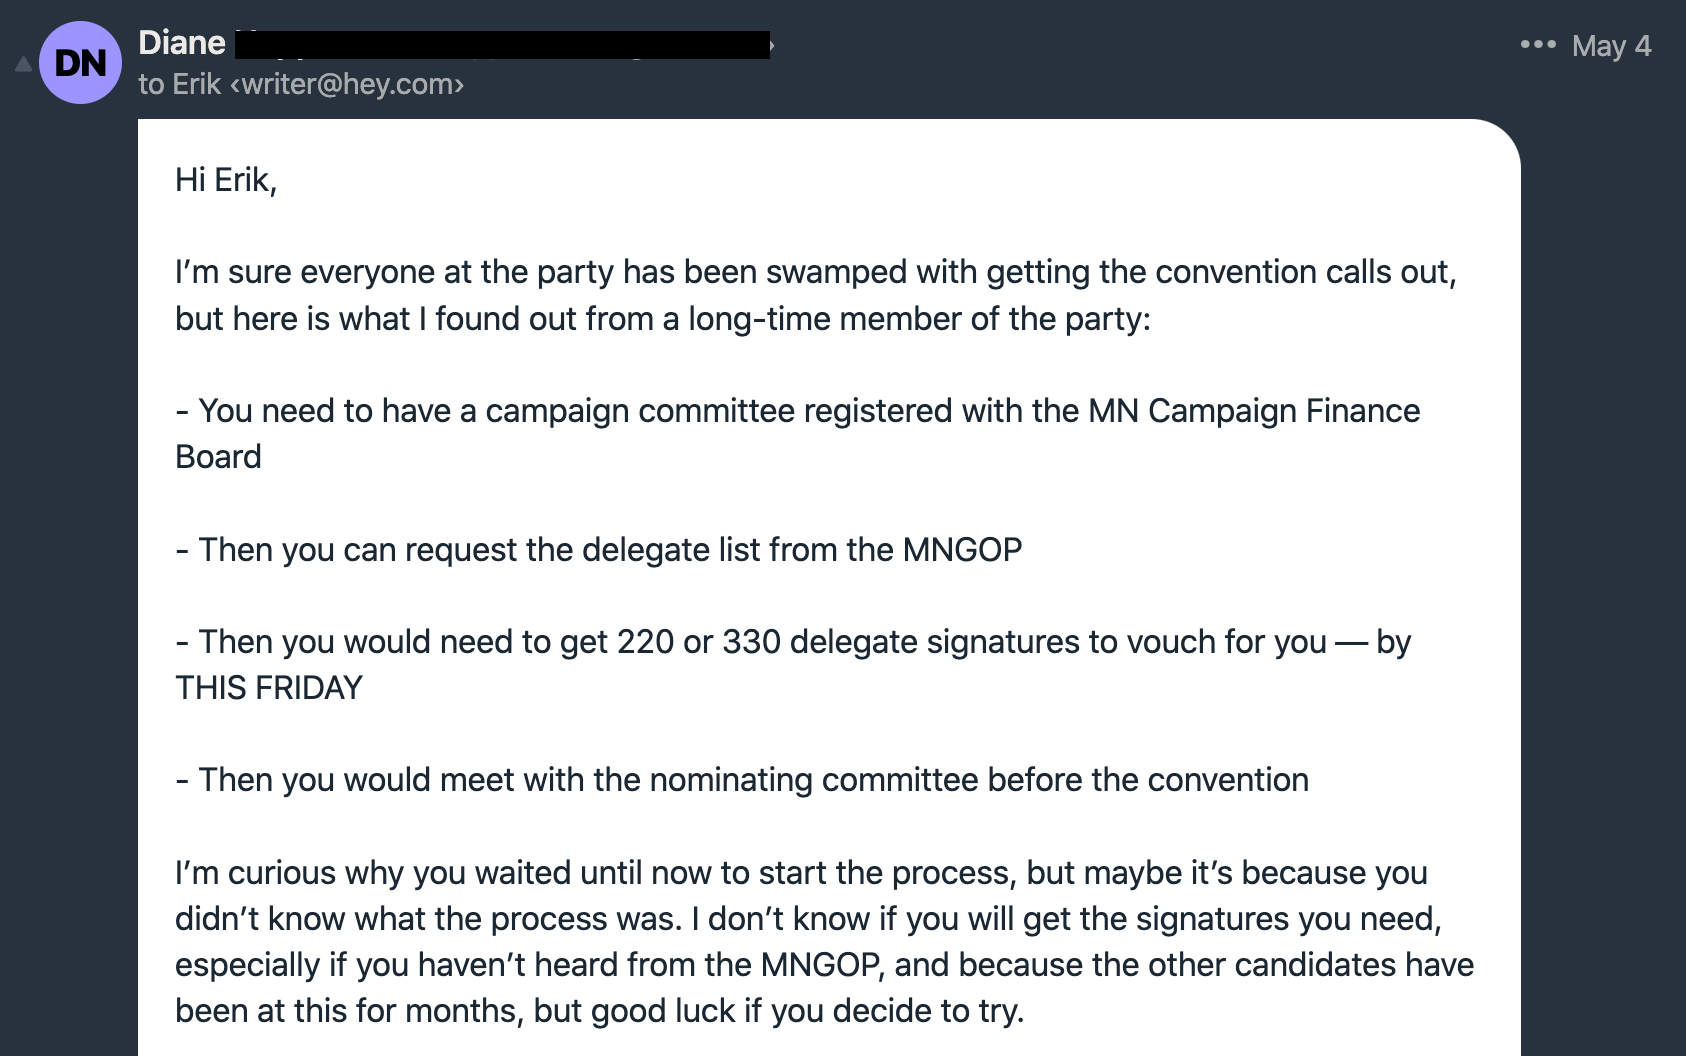 DN
Diane
to Erik <writer@hey.com>
••• May 4
Hi Erik,
I’m sure everyone at the party has been swamped with getting the convention calls out,
but here is what I found out from a long-time member of the party:
- You need to have a campaign committee registered with the MN Campaign Finance
Board
- Then you can request the delegate list from the MNGOP
- Then you would need to get 220 or 330 delegate signatures to vouch for you — by
THIS FRIDAY
- Then you would meet with the nominating committee before the convention
I’m curious why you waited until now to start the process, but maybe it’s because you
didn’t know what the process was. I don’t know if you will get the signatures you need,
especially if you haven’t heard from the MNGOP, and because the other candidates have
been at this for months, but good luck if you decide to try.